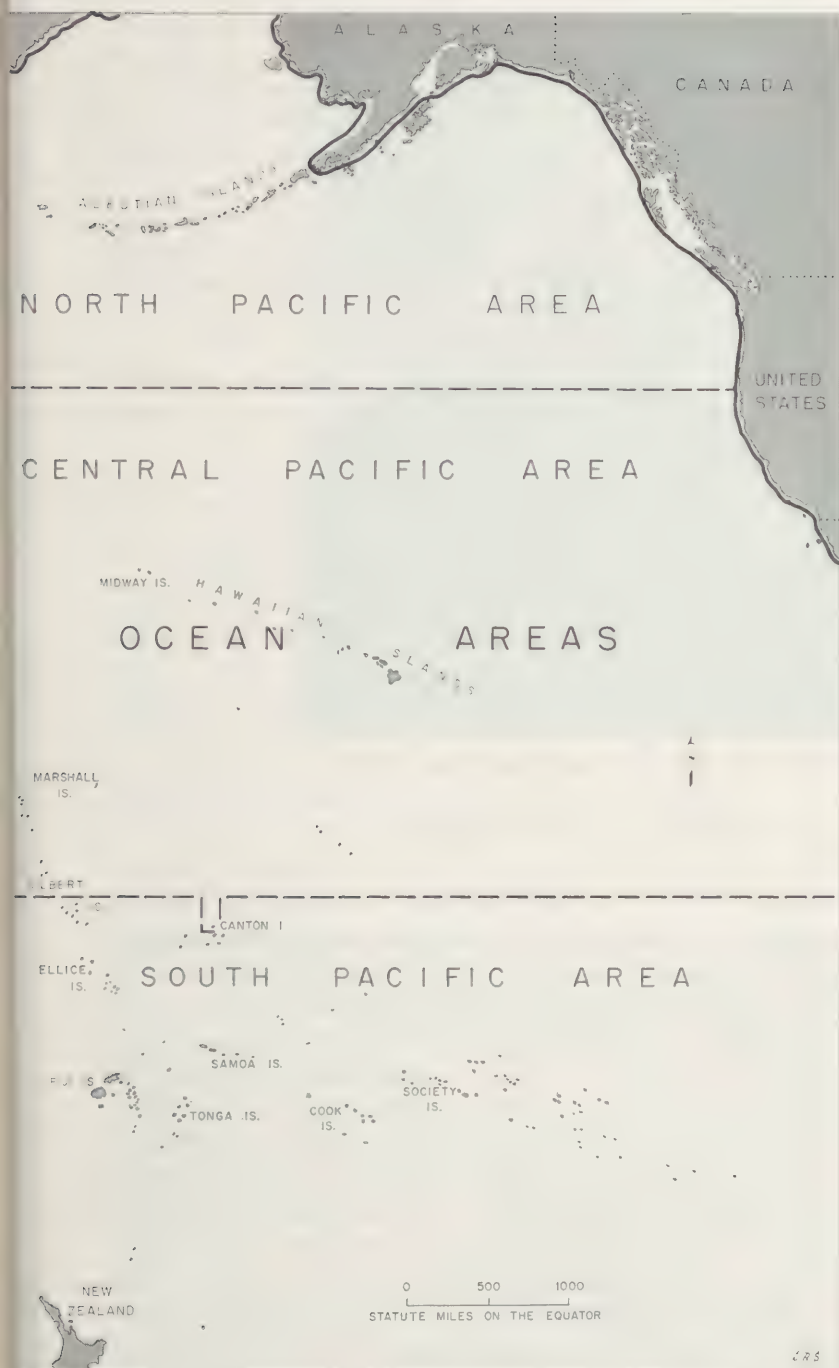 ALASKA
CANADA
ALEUTIAN ISLANDS
NORTH PACIFIC AREA
UNITED
STATES
CENTRAL PACIFIC AREA
MIDWAY IS.
HAWAIIAN
OCEAN AREAS
MARSHALL
IS.
CANTON I
ELLICE
IS.
SOUTH PACIFIC AREA
SAMOA IS.
TONGA IS.
COOK
IS.
SOCIETY
IS.
NEW
ZEALAND
0 500 1000
STATUTE MILES ON THE EQUATOR